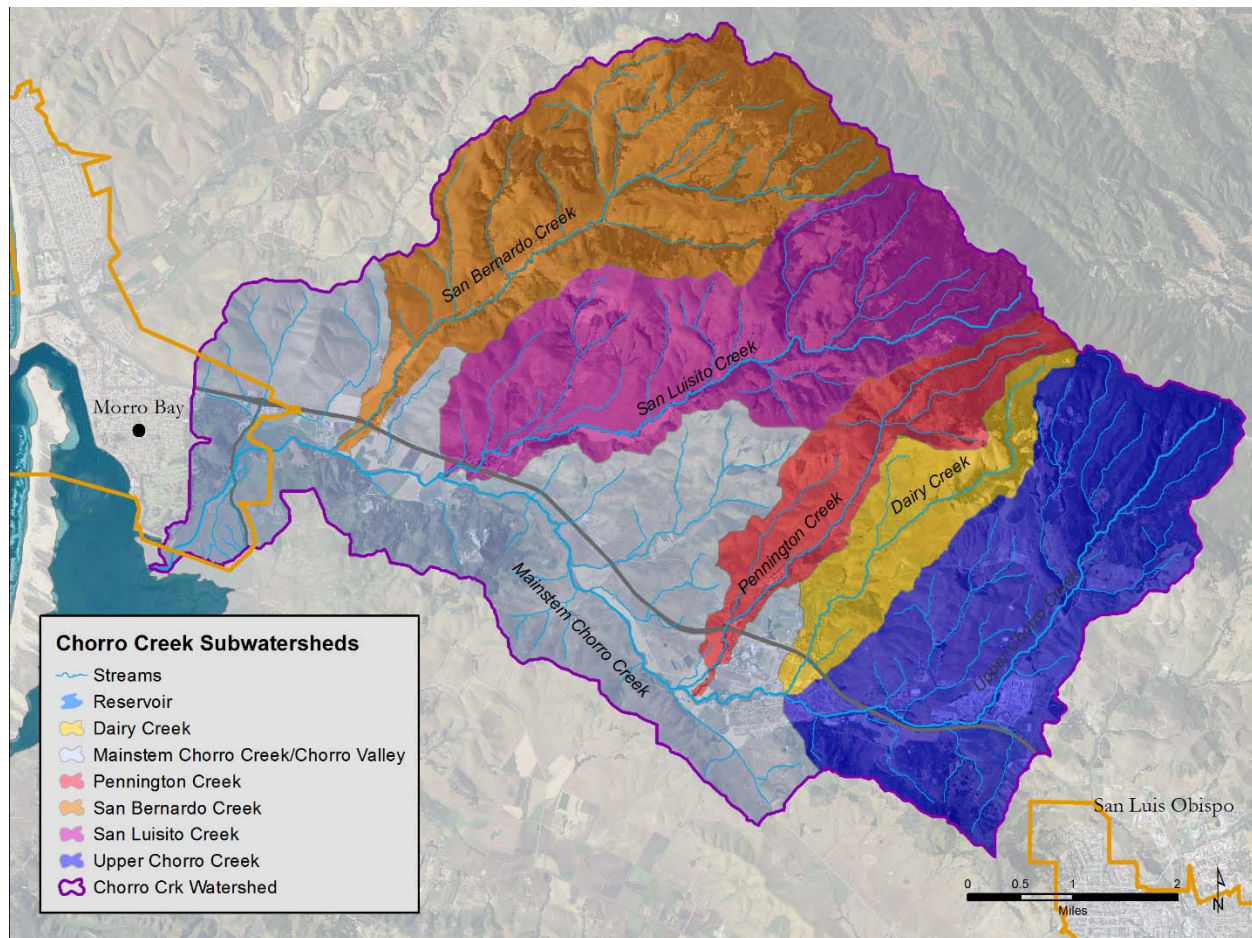 San Bernardo Creek
San Luisito Creek
Morro Bay
Dairy Creek
Pennington Creek
Mainstem Chorro Creek
Upper Chorro Creek
Chorro Creek Subwatersheds
Streams
Reservoir
Dairy Creek
Mainstem Chorro Creek/Chorro Valley
Pennington Creek
San Bernardo Creek
San Luisito Creek
Upper Chorro Creek
Chorro Crk Watershed
San Luis Obispo
0 0.5 1 2
Miles
N